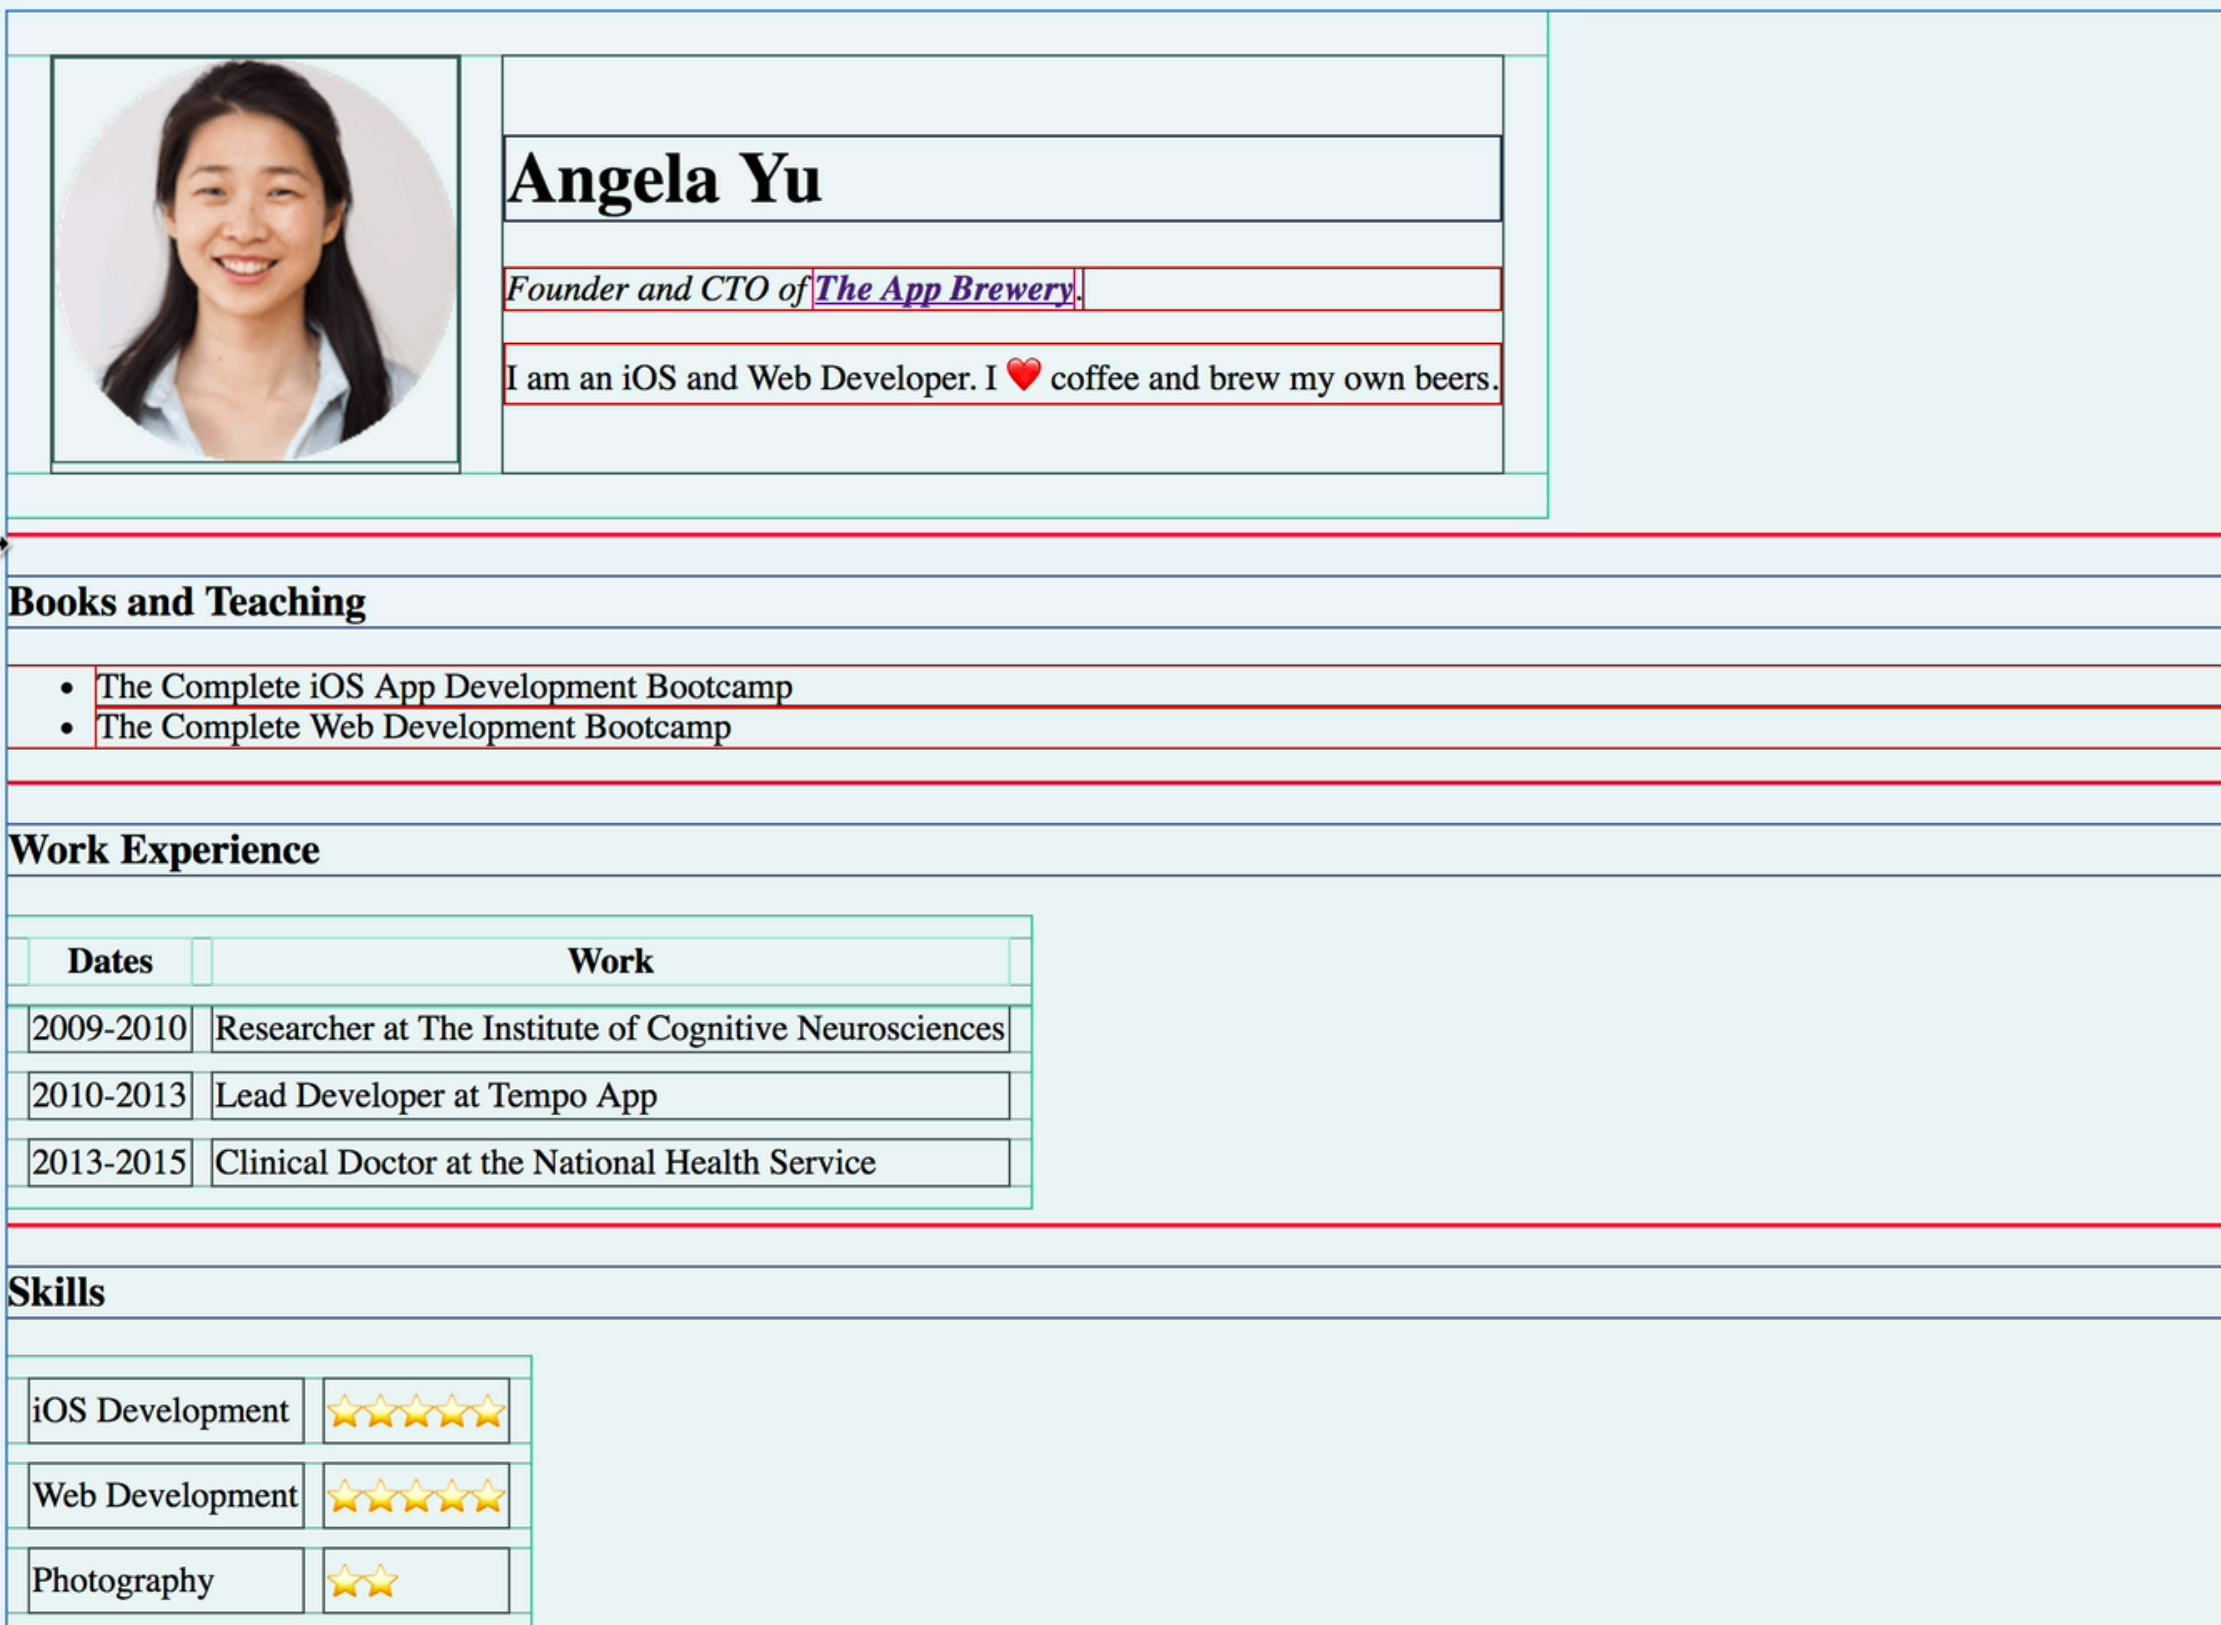 Angela Yu
Founder and CTO of The App Brewery.
I am an iOS and Web Developer. I ❤️ coffee and brew my own beers.
Books and Teaching
• The Complete iOS App Development Bootcamp
• The Complete Web Development Bootcamp
Work Experience
Dates Work
2009-2010 Researcher at The Institute of Cognitive Neurosciences
2010-2013 Lead Developer at Tempo App
2013-2015 Clinical Doctor at the National Health Service
Skills
iOS Development ⭐⭐⭐⭐⭐
Web Development ⭐⭐⭐⭐⭐
Photography ⭐⭐